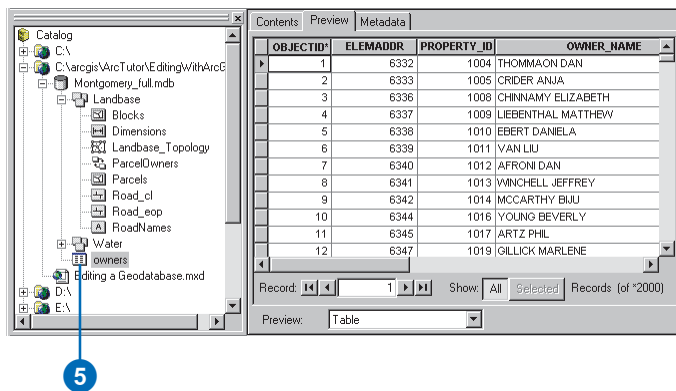 Catalog
C:\
C:\arcgis\ArcTutor\EditingWithArcG
Montgomery_full.mdb
Landbase
Blocks
Dimensions
Landbase_Topology
ParcelOwners
Parcels
Road_cl
Road_eop
RoadNames
Water
owners
Editing a Geodatabase.mxd
D:\
E:\
5
Contents Preview Metadata
OBJECTID* ELEMADDR PROPERTY_ID OWNER_NAME
1 6332 1004 THOMMAON DAN
2 6333 1005 CRIDER ANJA
3 6336 1008 CHINNAMY ELIZABETH
4 6337 1009 LIEBENTHAL MATTHEW
5 6338 1010 EBERT DANIELA
6 6339 1011 VAN LIU
7 6340 1012 AFRONI DAN
8 6341 1013 WINCHELL JEFFREY
9 6342 1014 MCCARTHY BIJU
10 6344 1016 YOUNG BEVERLY
11 6345 1017 ARTZ PHIL
12 6347 1019 GILLICK MARLENE
Record: 1 Show: All Selected Records (of *2000)
Preview: Table